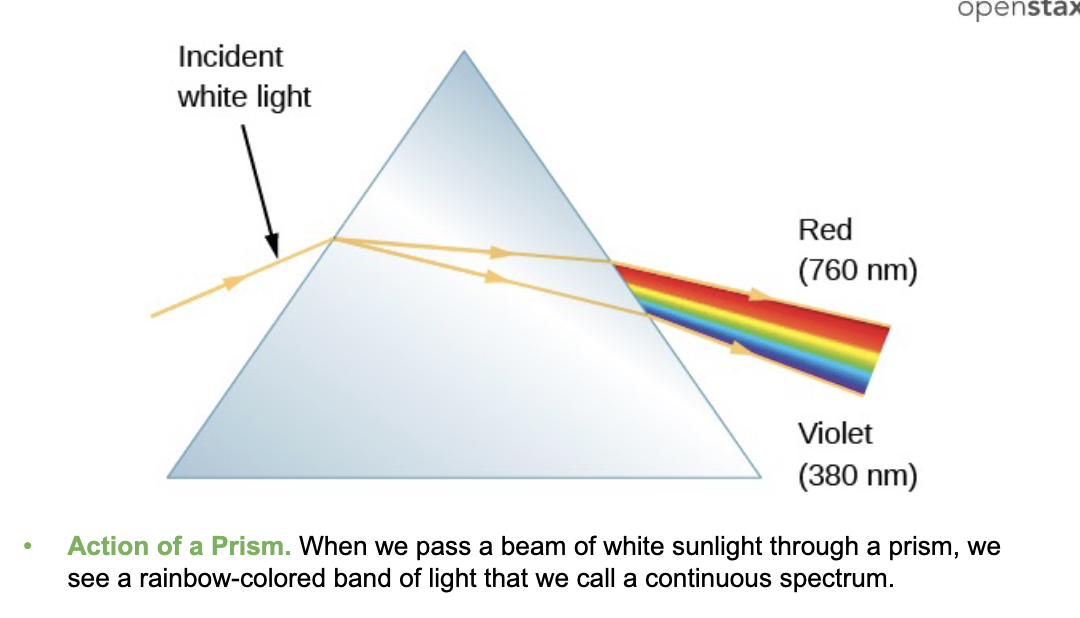 openstax
Incident
white light
Red
(760 nm)
Violet
(380 nm)
• Action of a Prism. When we pass a beam of white sunlight through a prism, we
see a rainbow-colored band of light that we call a continuous spectrum.